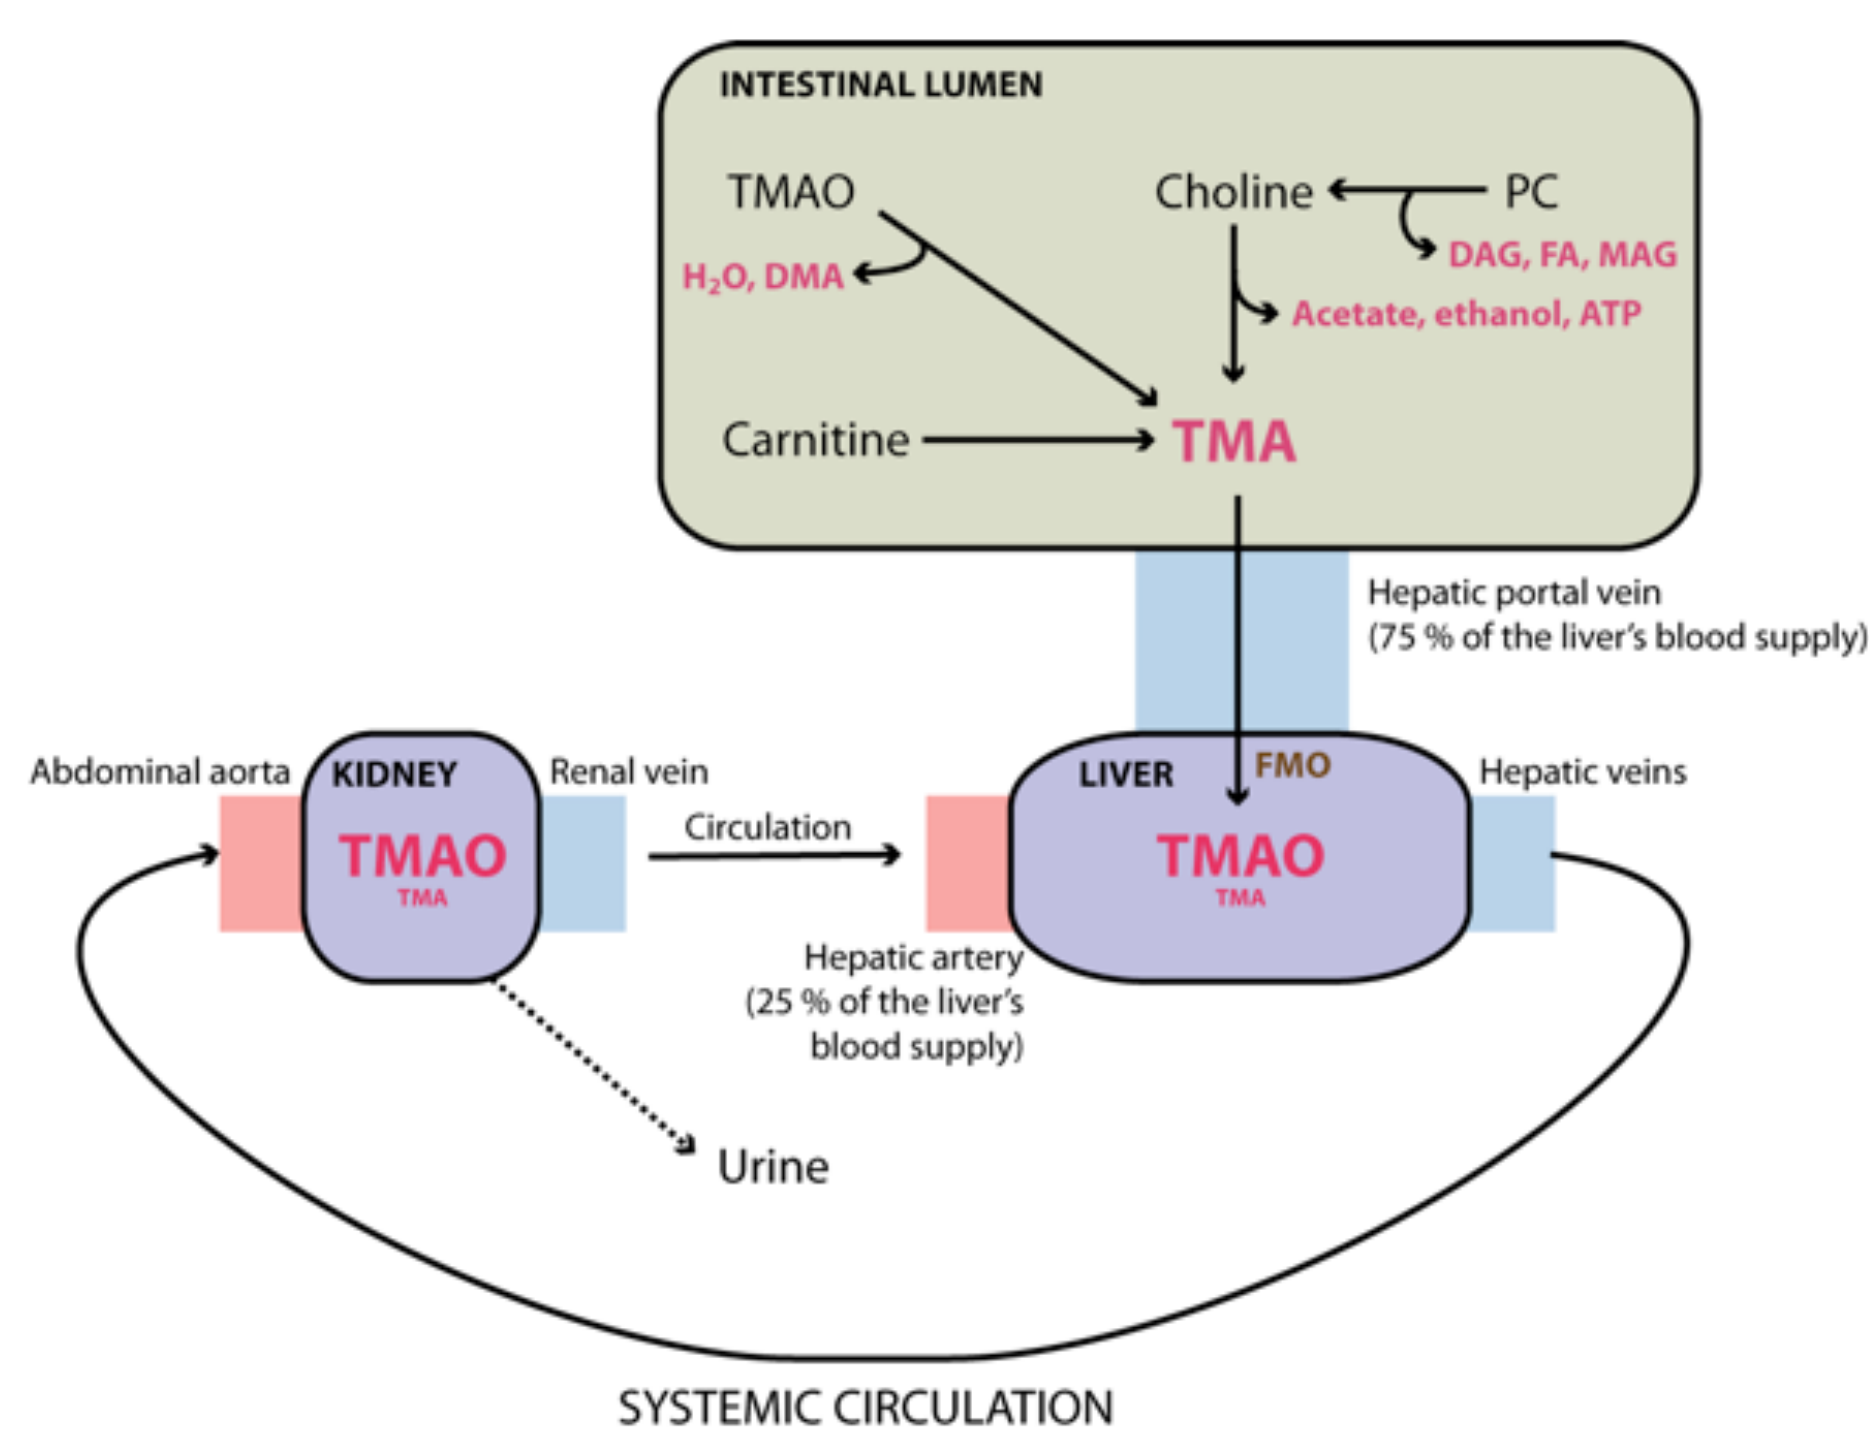 INTESTINAL LUMEN
TMAO
Choline
PC
H₂O, DMA
DAG, FA, MAG
Acetate, ethanol, ATP
Carnitine
TMA
Hepatic portal vein
(75 % of the liver's blood supply)
Abdominal aorta
KIDNEY
TMAO
TMA
Renal vein
Circulation
LIVER
FMO
TMAO
TMA
Hepatic veins
Hepatic artery
(25 % of the liver's
blood supply)
Urine
SYSTEMIC CIRCULATION